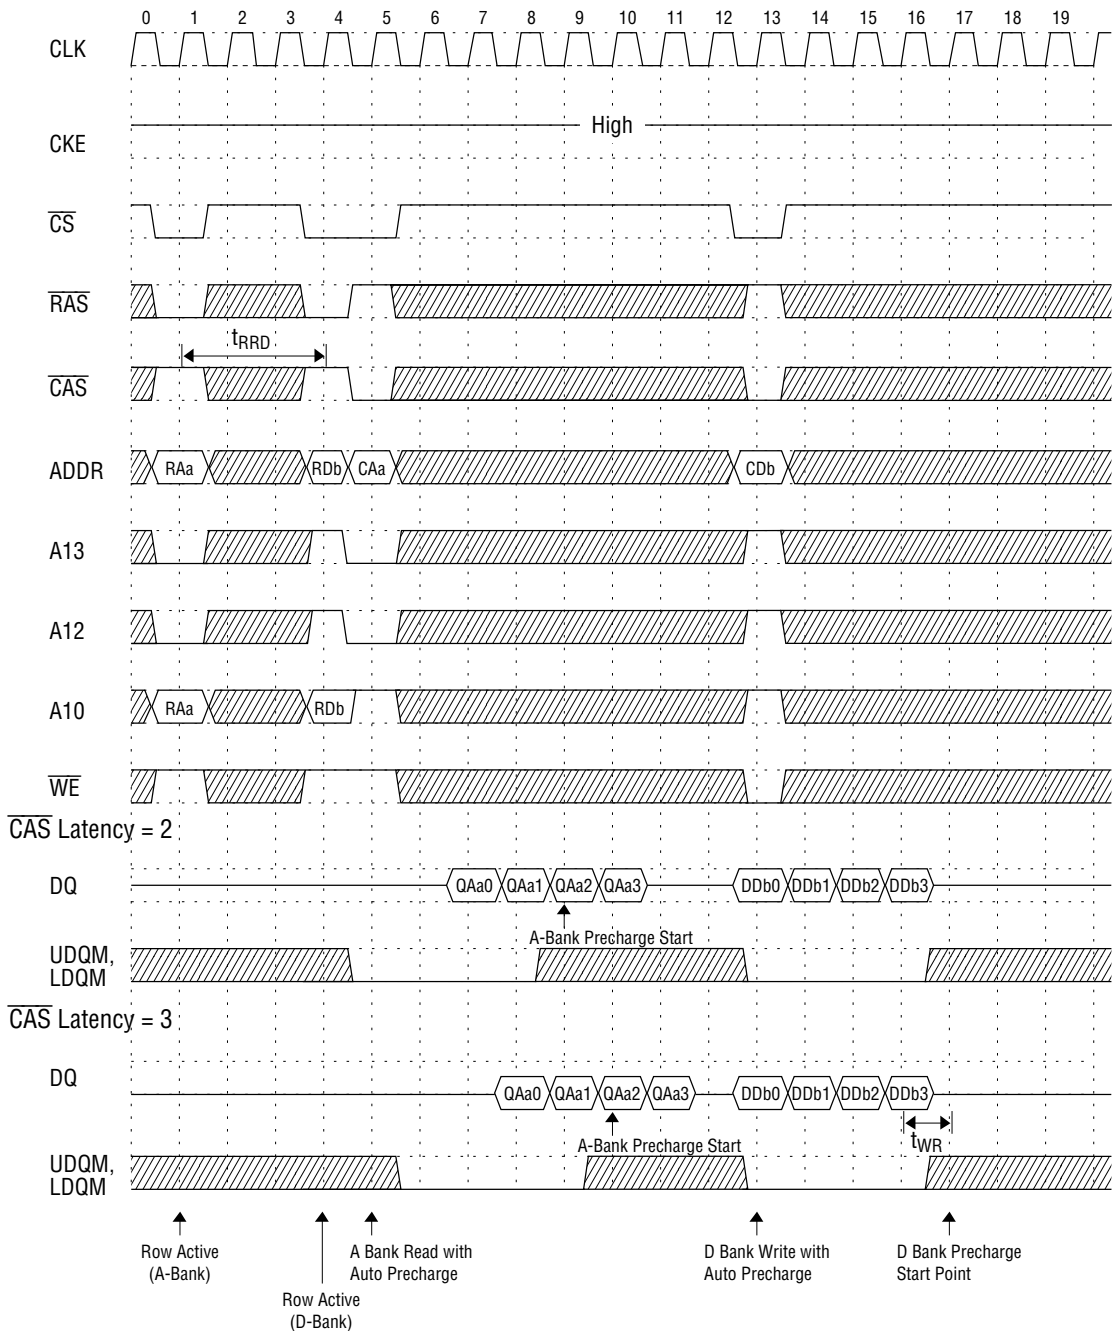 0 1 2 3 4 5 6 7 8 9 10 11 12 13 14 15 16 17 18 19
CLK
CKE
High
CS
RAS
tRRD
CAS
ADDR
RAa RDb CAa CDb
A13
A12
A10
RAa RDb
WE
CAS Latency = 2
DQ
QAa0 QAa1 QAa2 QAa3 DDb0 DDb1 DDb2 DDb3
A-Bank Precharge Start
UDQM,
LDQM
CAS Latency = 3
DQ
QAa0 QAa1 QAa2 QAa3 DDb0 DDb1 DDb2 DDb3
A-Bank Precharge Start
tWR
UDQM,
LDQM
Row Active
(A-Bank)
Row Active
(D-Bank)
A Bank Read with
Auto Precharge
D Bank Write with
Auto Precharge
D Bank Precharge
Start Point